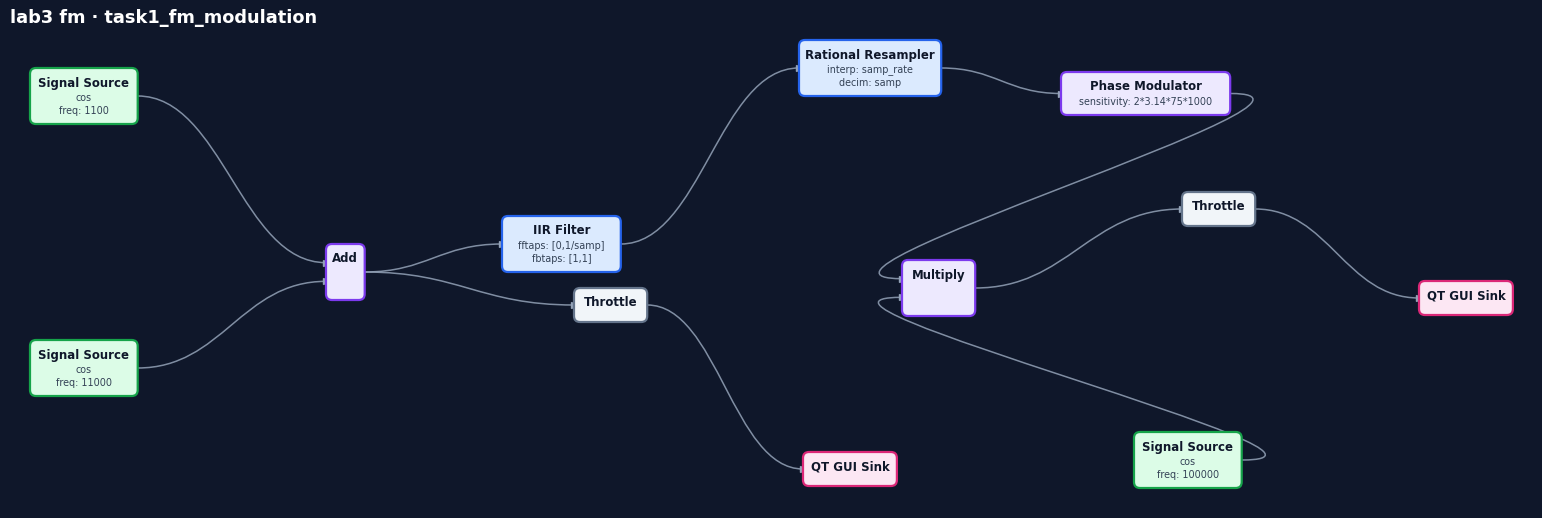 lab3 fm · task1_fm_modulation
Signal Source
cos
freq: 1100
Signal Source
cos
freq: 11000
Add
IIR Filter
fftaps: [0,1/samp]
fbtaps: [1,1]
Throttle
QT GUI Sink
Rational Resampler
interp: samp_rate
decim: samp
Phase Modulator
sensitivity: 2*3.14*75*1000
Multiply
Throttle
QT GUI Sink
Signal Source
cos
freq: 100000